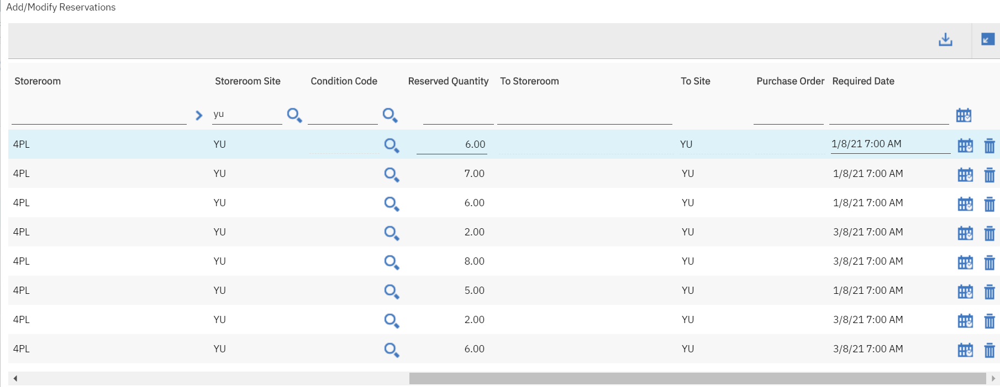 Add/Modify Reservations
Storeroom Storeroom Site Condition Code Reserved Quantity To Storeroom To Site Purchase Order Required Date
yu
4PL YU 6.00 YU 1/8/21 7:00 AM
4PL YU 7.00 YU 1/8/21 7:00 AM
4PL YU 6.00 YU 1/8/21 7:00 AM
4PL YU 2.00 YU 3/8/21 7:00 AM
4PL YU 8.00 YU 3/8/21 7:00 AM
4PL YU 5.00 YU 1/8/21 7:00 AM
4PL YU 2.00 YU 3/8/21 7:00 AM
4PL YU 6.00 YU 3/8/21 7:00 AM